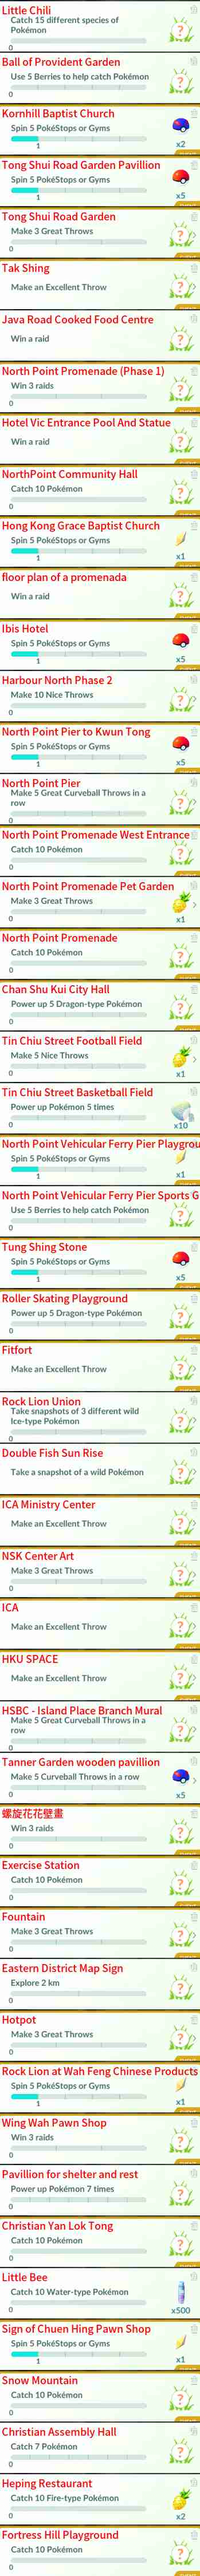 Little Chili
Catch 15 different species of
Pokémon
0
Ball of Provident Garden
Use 5 Berries to help catch Pokémon
0
Kornhill Baptist Church
Spin 5 PokéStops or Gyms
1
x2
Tong Shui Road Garden Pavillion
Spin 5 PokéStops or Gyms
1
x5
Tong Shui Road Garden
Make 3 Great Throws
0
Tak Shing
Make an Excellent Throw
Java Road Cooked Food Centre
Win a raid
North Point Promenade (Phase 1)
Win 3 raids
0
Hotel Vic Entrance Pool And Statue
Win a raid
NorthPoint Community Hall
Catch 10 Pokémon
0
Hong Kong Grace Baptist Church
Spin 5 PokéStops or Gyms
1
x1
floor plan of a promenada
Win a raid
Ibis Hotel
Spin 5 PokéStops or Gyms
1
x5
Harbour North Phase 2
Make 10 Nice Throws
0
North Point Pier to Kwun Tong
Spin 5 PokéStops or Gyms
1
x5
North Point Pier
Make 5 Great Curveball Throws in a
row
0
North Point Promenade West Entrance
Catch 10 Pokémon
0
North Point Promenade Pet Garden
Make 3 Great Throws
0
x1
North Point Promenade
Catch 10 Pokémon
0
Chan Shu Kui City Hall
Power up 5 Dragon-type Pokémon
0
Tin Chiu Street Football Field
Make 5 Nice Throws
0
x1
Tin Chiu Street Basketball Field
Power up Pokémon 5 times
0
x10
North Point Vehicular Ferry Pier Playgrou
Spin 5 PokéStops or Gyms
1
x1
North Point Vehicular Ferry Pier Sports G
Use 5 Berries to help catch Pokémon
0
Tung Shing Stone
Spin 5 PokéStops or Gyms
1
x5
Roller Skating Playground
Power up 5 Dragon-type Pokémon
0
Fitfort
Make an Excellent Throw
Rock Lion Union
Take snapshots of 3 different wild
Ice-type Pokémon
0
Double Fish Sun Rise
Take a snapshot of a wild Pokémon
ICA Ministry Center
Make an Excellent Throw
NSK Center Art
Make 3 Great Throws
0
ICA
Make an Excellent Throw
HKU SPACE
Make an Excellent Throw
HSBC - Island Place Branch Mural
Make 5 Great Curveball Throws in a
row
0
Tanner Garden wooden pavillion
Make 5 Curveball Throws in a row
0
x5
螺旋花花壁畫
Win 3 raids
0
Exercise Station
Catch 10 Pokémon
0
Fountain
Make 3 Great Throws
0
Eastern District Map Sign
Explore 2 km
0
Hotpot
Make 3 Great Throws
0
Rock Lion at Wah Feng Chinese Products
Spin 5 PokéStops or Gyms
1
x1
Wing Wah Pawn Shop
Win 3 raids
0
Pavillion for shelter and rest
Power up Pokémon 7 times
0
Christian Yan Lok Tong
Catch 10 Pokémon
0
Little Bee
Catch 10 Water-type Pokémon
0
x500
Sign of Chuen Hing Pawn Shop
Spin 5 PokéStops or Gyms
1
x1
Snow Mountain
Catch 10 Pokémon
0
Christian Assembly Hall
Catch 7 Pokémon
0
Heping Restaurant
Catch 10 Fire-type Pokémon
0
x2
Fortress Hill Playground
Catch 10 Pokémon
0